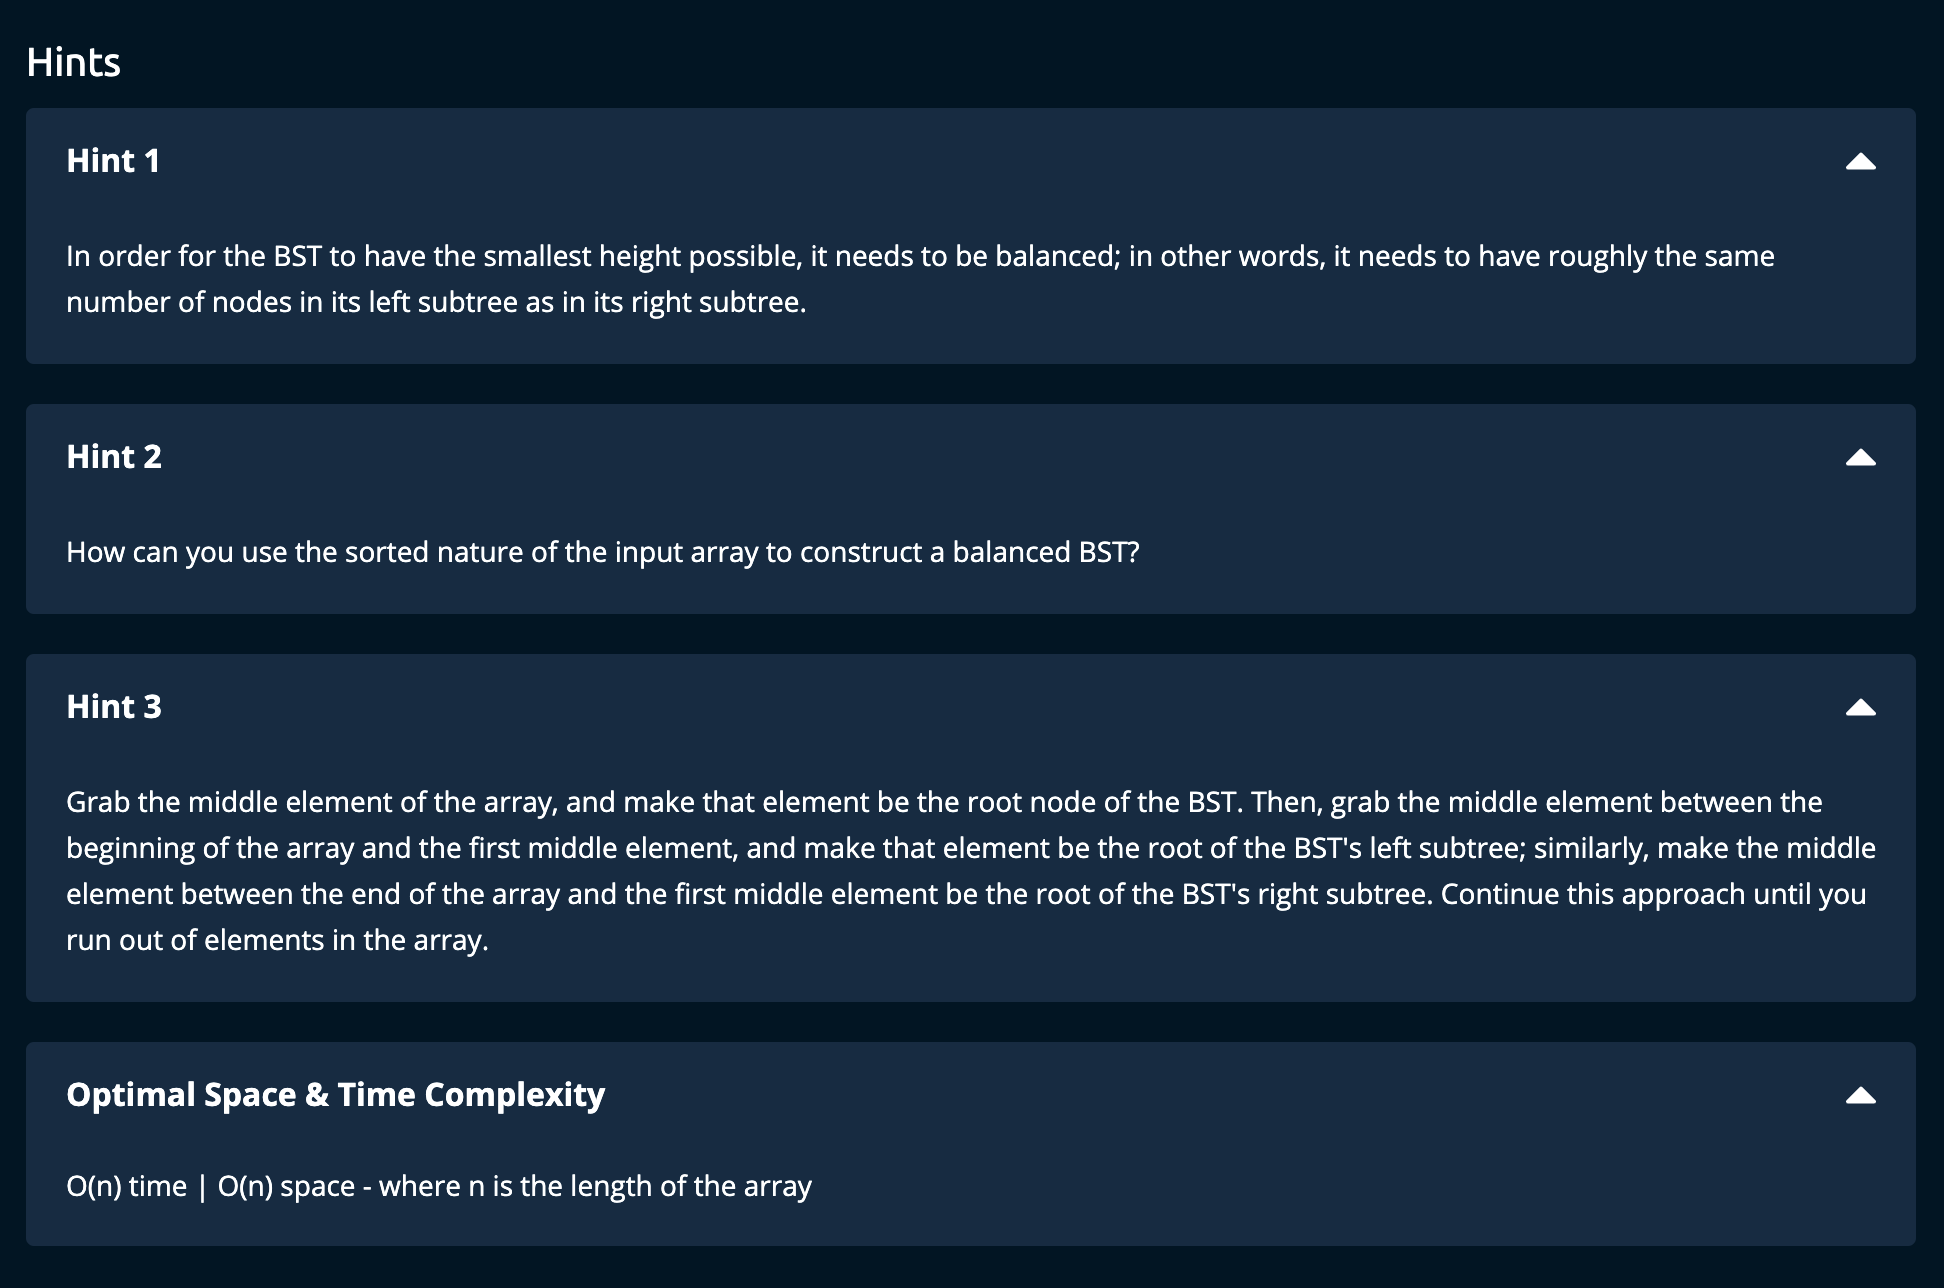 Hints
Hint 1
In order for the BST to have the smallest height possible, it needs to be balanced; in other words, it needs to have roughly the same
number of nodes in its left subtree as in its right subtree.
Hint 2
How can you use the sorted nature of the input array to construct a balanced BST?
Hint 3
Grab the middle element of the array, and make that element be the root node of the BST. Then, grab the middle element between the
beginning of the array and the first middle element, and make that element be the root of the BST's left subtree; similarly, make the middle
element between the end of the array and the first middle element be the root of the BST's right subtree. Continue this approach until you
run out of elements in the array.
Optimal Space & Time Complexity
O(n) time | O(n) space - where n is the length of the array